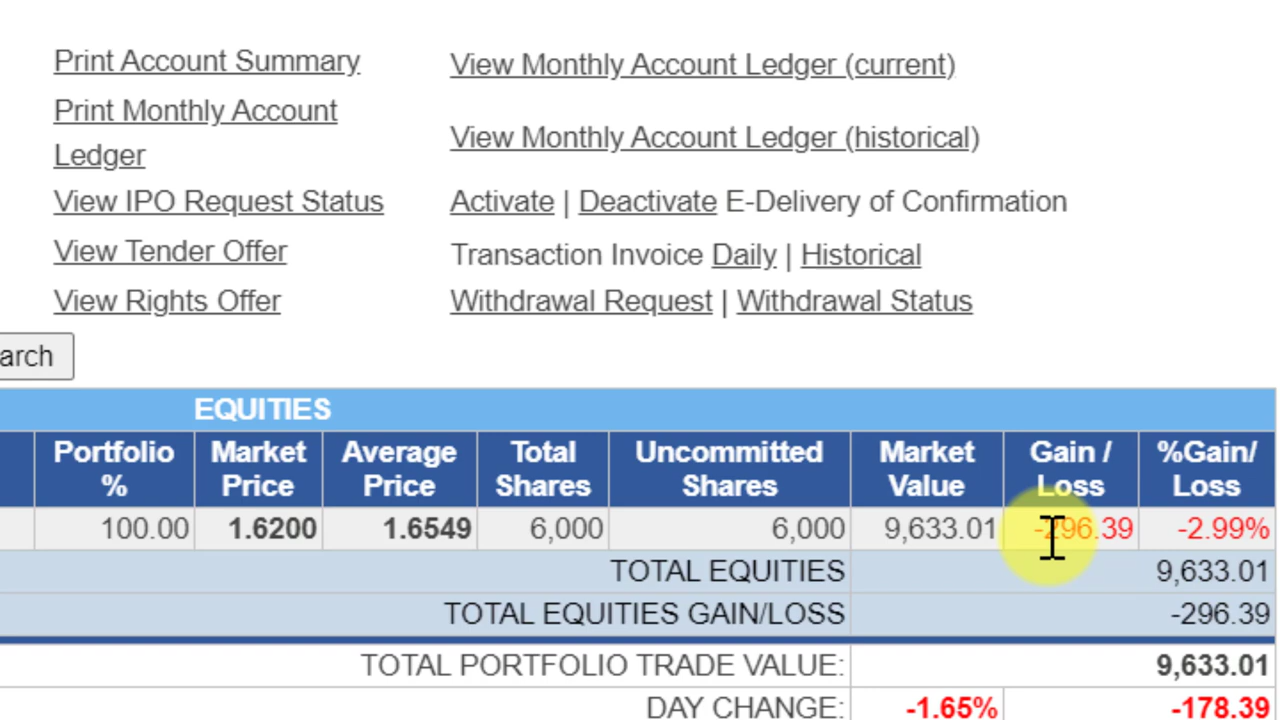 Print Account Summary
View Monthly Account Ledger (current)
Print Monthly Account
Ledger
View Monthly Account Ledger (historical)
View IPO Request Status
Activate | Deactivate E-Delivery of Confirmation
View Tender Offer
Transaction Invoice Daily | Historical
View Rights Offer
Withdrawal Request | Withdrawal Status
arch
EQUITIES
Portfolio % Market Price Average Price Total Shares Uncommitted Shares Market Value Gain / Loss %Gain/ Loss
100.00 1.6200 1.6549 6,000 6,000 9,633.01 -296.39 -2.99%
TOTAL EQUITIES 9,633.01
TOTAL EQUITIES GAIN/LOSS -296.39
TOTAL PORTFOLIO TRADE VALUE: 9,633.01
DAY CHANGE: -1.65% -178.39